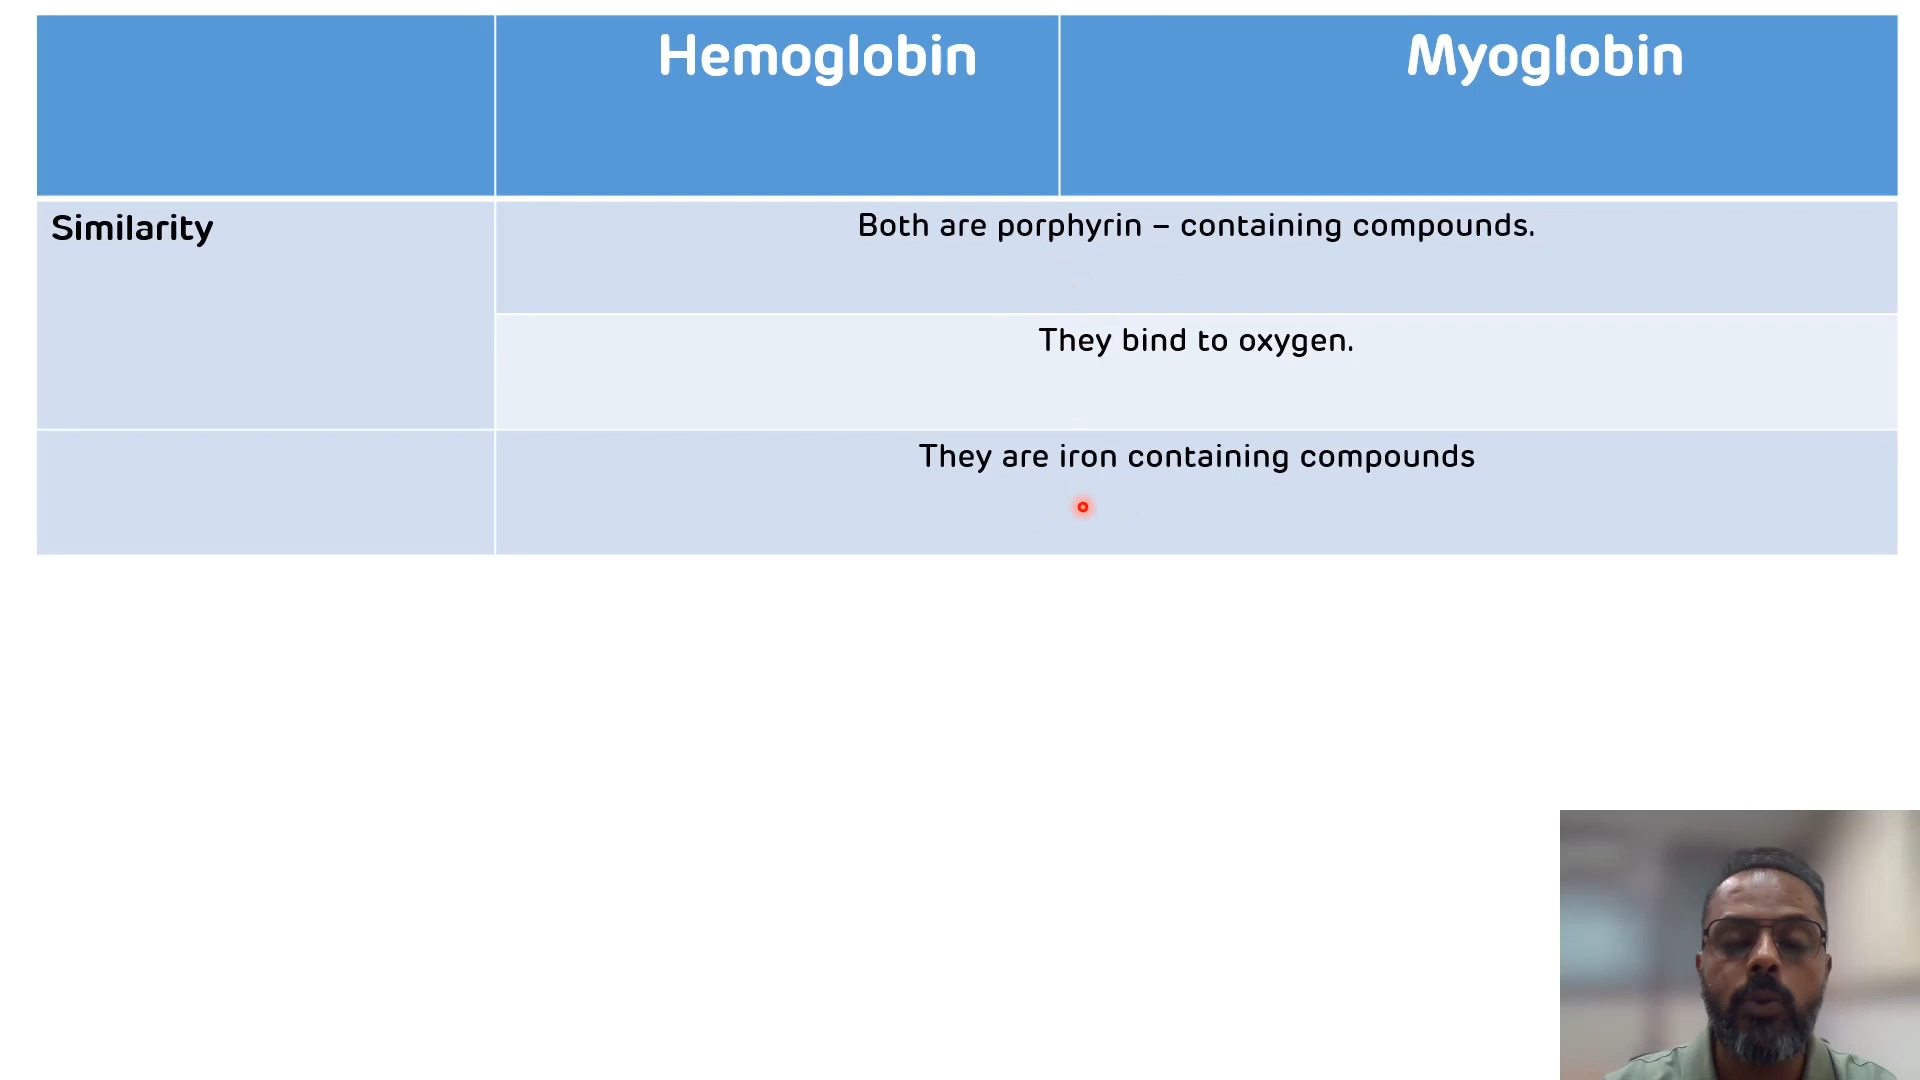 Hemoglobin
Myoglobin
Similarity
Both are porphyrin – containing compounds.
They bind to oxygen.
They are iron containing compounds